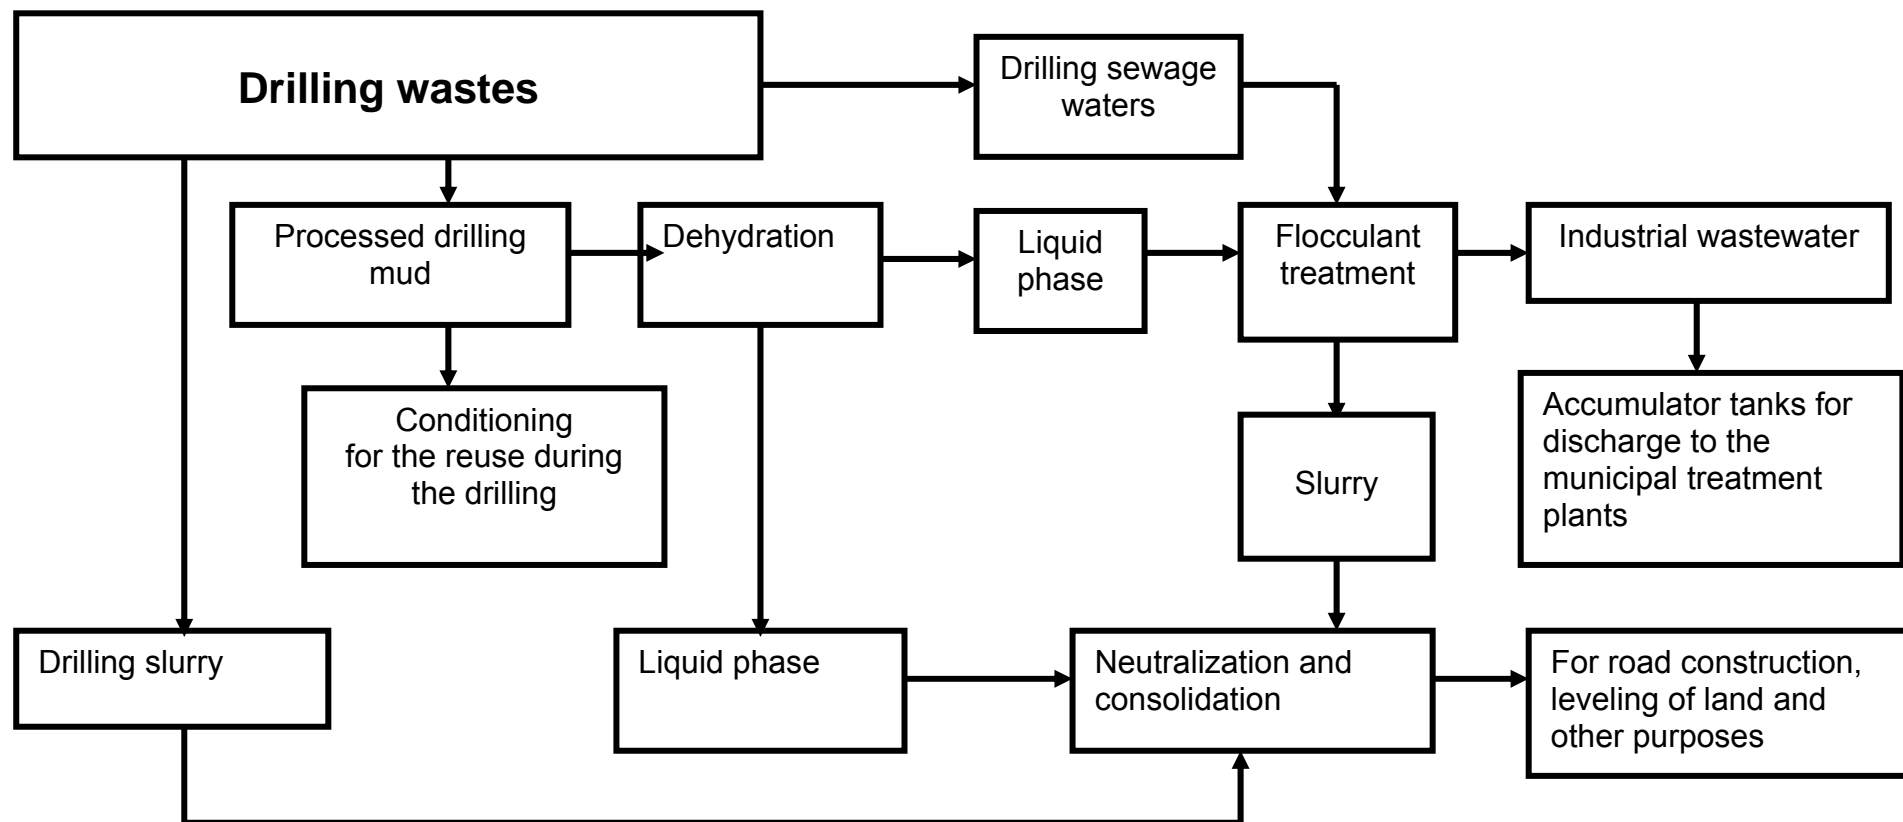 Drilling wastes
Drilling sewage
waters
Processed drilling
mud
Dehydration
Liquid
phase
Flocculant
treatment
Industrial wastewater
Conditioning
for the reuse during
the drilling
Slurry
Accumulator tanks for
discharge to the
municipal treatment
plants
Drilling slurry
Liquid phase
Neutralization and
consolidation
For road construction,
leveling of land and
other purposes